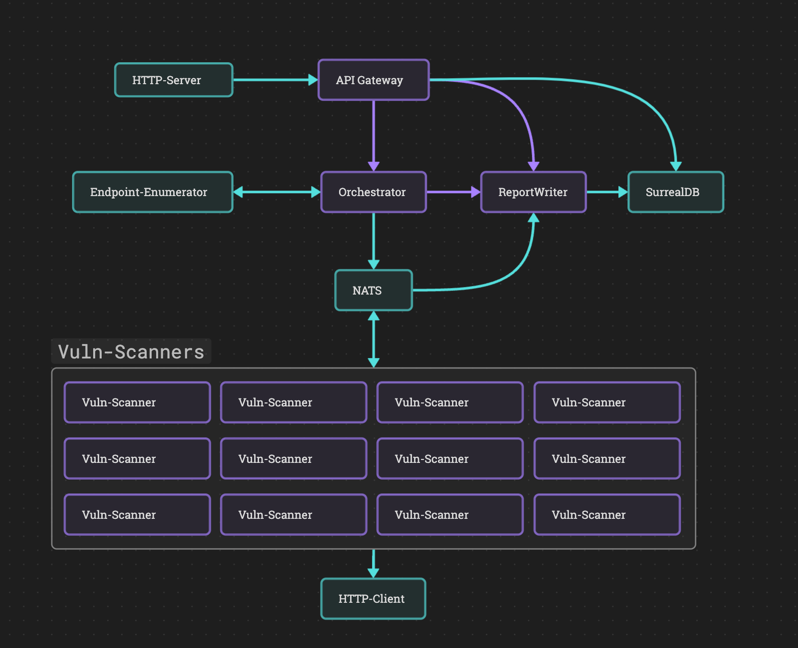 HTTP-Server
API Gateway
Endpoint-Enumerator
Orchestrator
ReportWriter
SurrealDB
NATS
Vuln-Scanners
Vuln-Scanner
Vuln-Scanner
Vuln-Scanner
Vuln-Scanner
Vuln-Scanner
Vuln-Scanner
Vuln-Scanner
Vuln-Scanner
Vuln-Scanner
Vuln-Scanner
Vuln-Scanner
Vuln-Scanner
HTTP-Client